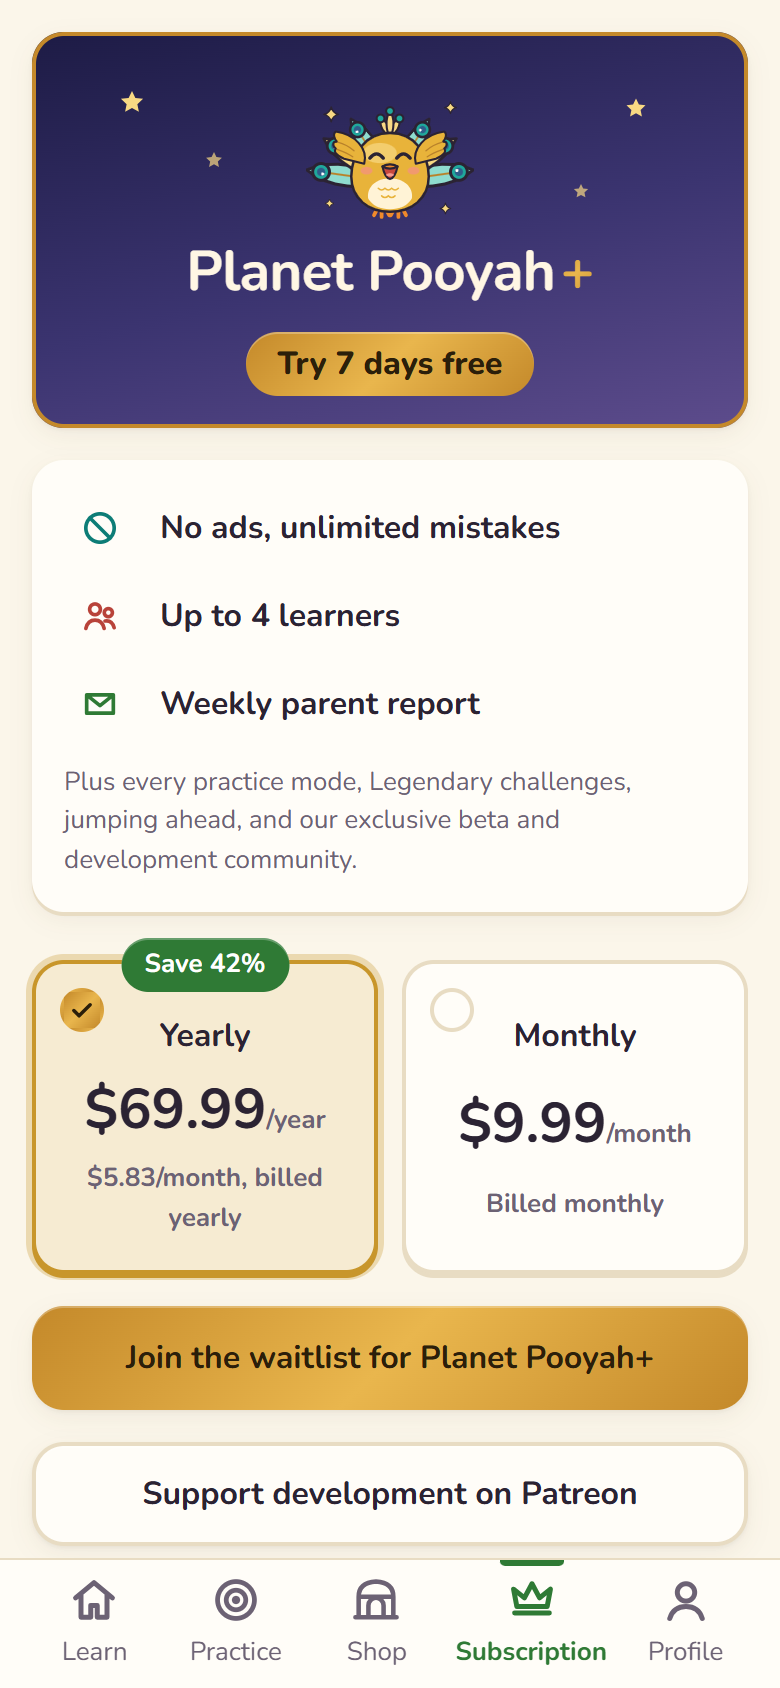 Planet Pooyah+
Try 7 days free
No ads, unlimited mistakes
Up to 4 learners
Weekly parent report
Plus every practice mode, Legendary challenges,
jumping ahead, and our exclusive beta and
development community.
Save 42%
Yearly
$69.99/year
$5.83/month, billed
yearly
Monthly
$9.99/month
Billed monthly
Join the waitlist for Planet Pooyah+
Support development on Patreon
Learn
Practice
Shop
Subscription
Profile